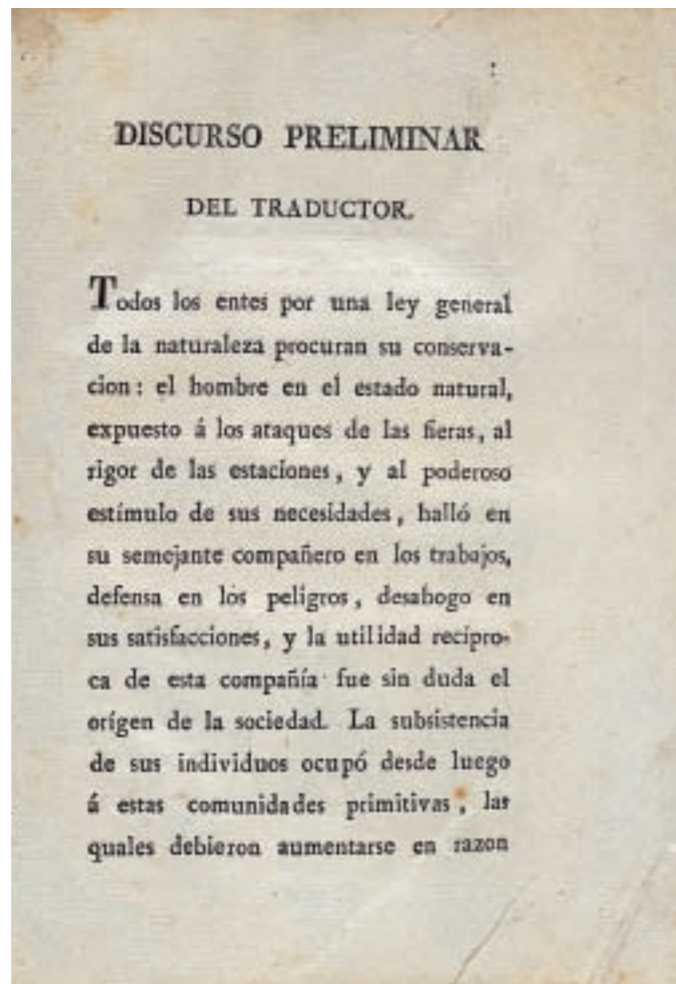 DISCURSO PRELIMINAR
DEL TRADUCTOR.
Todos los entes por una ley general
de la naturaleza procuran su conserva-
cion: el hombre en el estado natural,
expuesto á los ataques de las fieras, al
rigor de las estaciones, y al poderoso
estímulo de sus necesidades, halló en
su semejante compañero en los trabajos,
defensa en los peligros, desahogo en
sus satisfacciones, y la utilidad recípro-
ca de esta compañía fue sin duda el
orígen de la sociedad. La subsistencia
de sus individuos ocupó desde luego
á estas comunidades primitivas, las
quales debieron aumentarse en razon